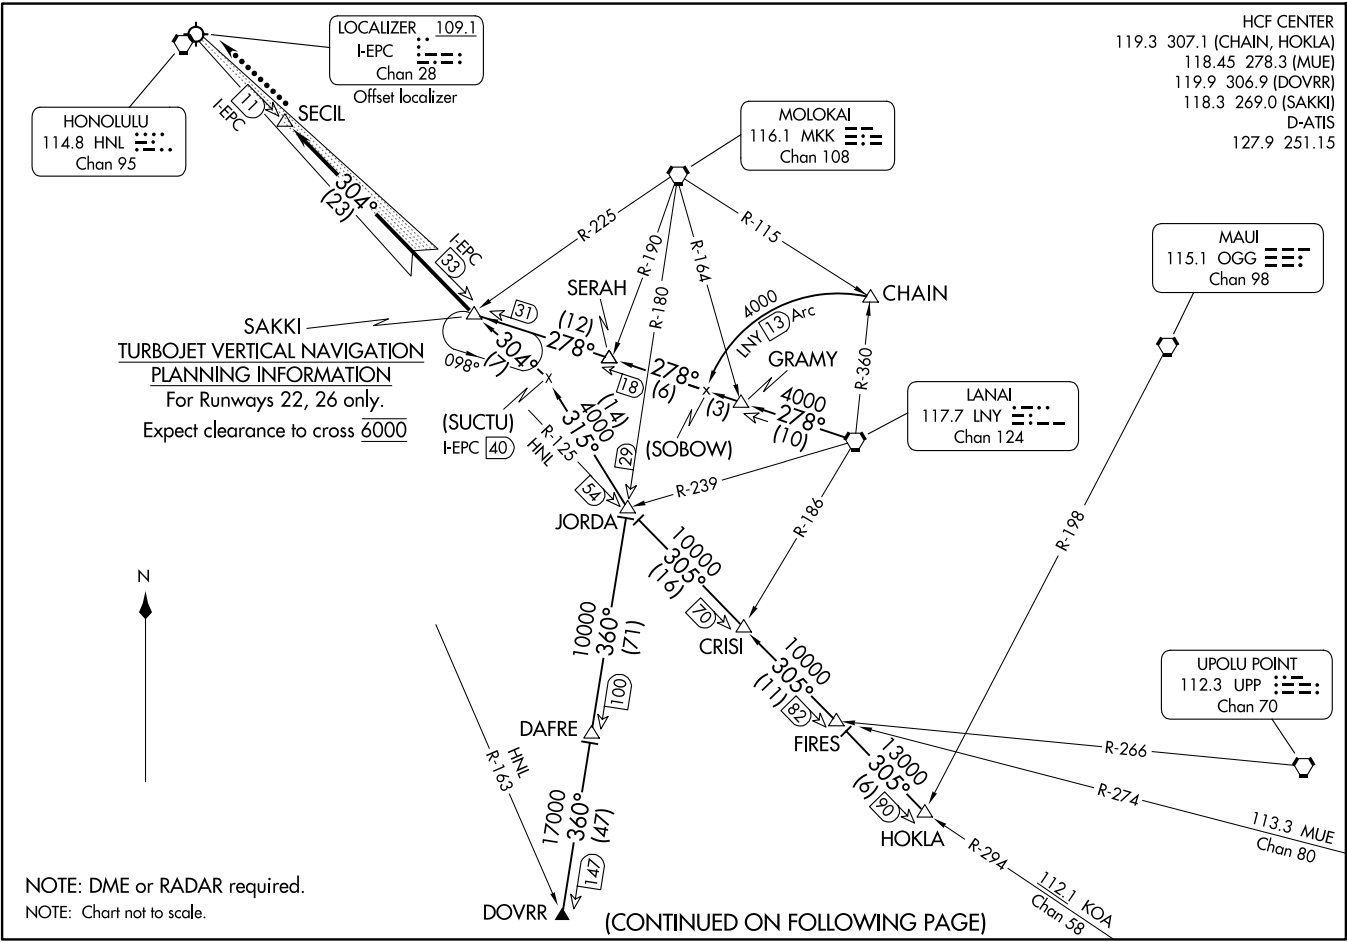 LOCALIZER 109.1
I-EPC
Chan 28
Offset localizer
HCF CENTER
119.3 307.1 (CHAIN, HOKLA)
118.45 278.3 (MUE)
119.9 306.9 (DOVRR)
118.3 269.0 (SAKKI)
D-ATIS
127.9 251.15
HONOLULU
114.8 HNL
Chan 95
11
I-EPC
SECIL
MOLOKAI
116.1 MKK
Chan 108
304°
(23)
I-EPC
33
R-225
R-190
R-180
R-164
R-115
MAUI
115.1 OGG
Chan 98
R-198
SERAH
31
(12)
278°
18
278°
(6)
4000
LNY 13 Arc
CHAIN
GRAMY
(3)
4000
278°
(10)
R-360
(SOBOW)
LANAI
117.7 LNY
Chan 124
SAKKI
TURBOJET VERTICAL NAVIGATION
PLANNING INFORMATION
For Runways 22, 26 only.
Expect clearance to cross 6000
098°
304°
(7)
(SUCTU)
I-EPC 40
(14)
4000
315°
R-125
HNL
54
29
R-239
R-186
JORDA
10000
305°
(16)
70
CRISI
10000
305°
(11)
82
FIRES
13000
305°
(6)
90
HOKLA
N
10000
360°
(71)
100
DAFRE
17000
360°
(47)
147
HNL
R-163
DOVRR
UPOLU POINT
112.3 UPP
Chan 70
R-266
R-274
113.3 MUE
Chan 80
R-294
112.1 KOA
Chan 58
NOTE: DME or RADAR required.
NOTE: Chart not to scale.
(CONTINUED ON FOLLOWING PAGE)